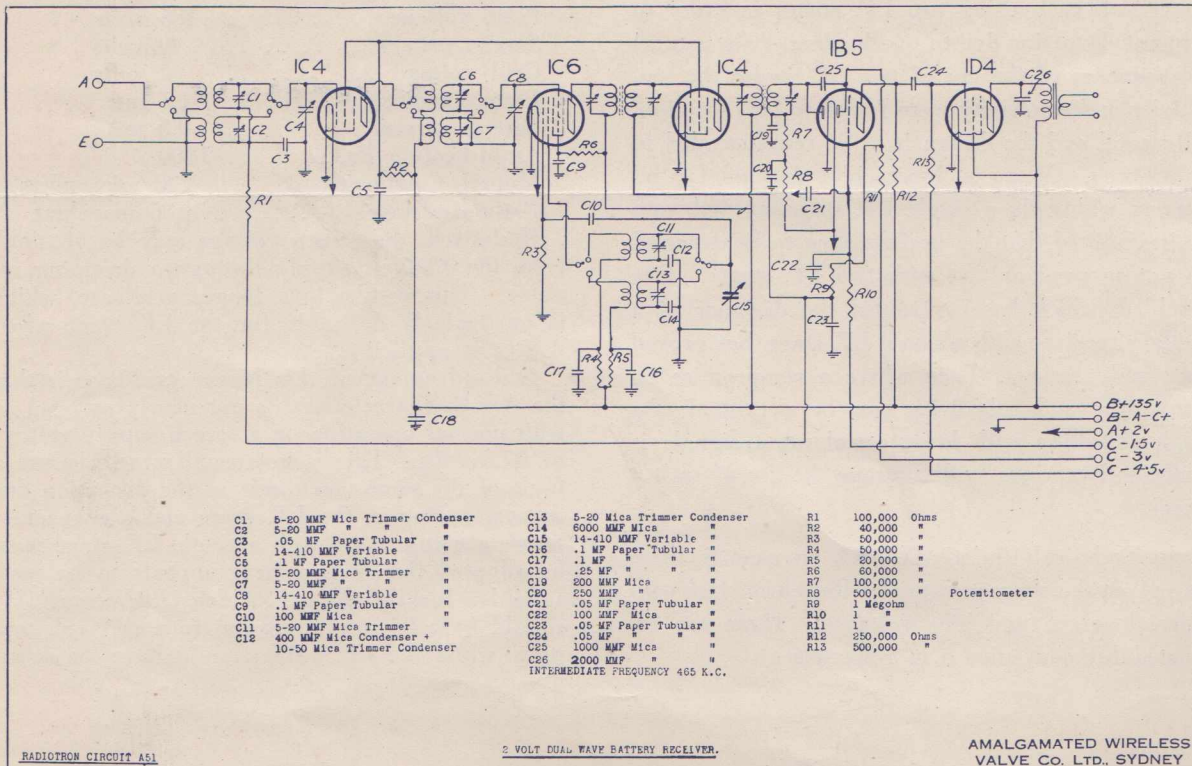 IC4
IC6
IC4
IB5
ID4
A
E
C1
C2
C3
C4
R1
R2
C5
C6
C7
C8
C9
R6
C10
R3
C11
C12
C13
C14
C15
R4
R5
C17
C16
C18
C19
C20
R7
R8
C21
C22
R9
C23
R10
C25
R11
R12
C24
R13
C26
B+135v
B-A-C+
A+2v
C-1.5v
C-3v
C-4.5v
C1 5-20 MMF Mica Trimmer Condenser
C2 5-20 MMF " " "
C3 .05 MF Paper Tubular "
C4 14-410 MMF Variable "
C5 .1 MF Paper Tubular "
C6 5-20 MMF Mica Trimmer "
C7 5-20 MMF " " "
C8 14-410 MMF Variable "
C9 .1 MF Paper Tubular "
C10 100 MMF Mica "
C11 5-20 MMF Mica Trimmer "
C12 400 MMF Mica Condenser +
10-50 Mica Trimmer Condenser
C13 5-20 Mica Trimmer Condenser
C14 6000 MMF MIca "
C15 14-410 MMF Variable "
C16 .1 MF Paper Tubular "
C17 .1 MF " " "
C18 .25 MF " " "
C19 200 MMF Mica "
C20 250 MMF " "
C21 .05 MF Paper Tubular "
C22 100 MMF Mica "
C23 .05 MF Paper Tubular "
C24 .05 MF " " "
C25 1000 MMF Mica "
C26 2000 MMF " "
INTERMEDIATE FREQUENCY 465 K.C.
R1 100,000 Ohms
R2 40,000 "
R3 50,000 "
R4 50,000 "
R5 20,000 "
R6 60,000 "
R7 100,000 "
R8 500,000 " Potentiometer
R9 1 Megohm
R10 1 "
R11 1 "
R12 250,000 Ohms
R13 500,000 "
RADIOTRON CIRCUIT A51
2 VOLT DUAL WAVE BATTERY RECEIVER.
AMALGAMATED WIRELESS
VALVE Co. LTD., SYDNEY